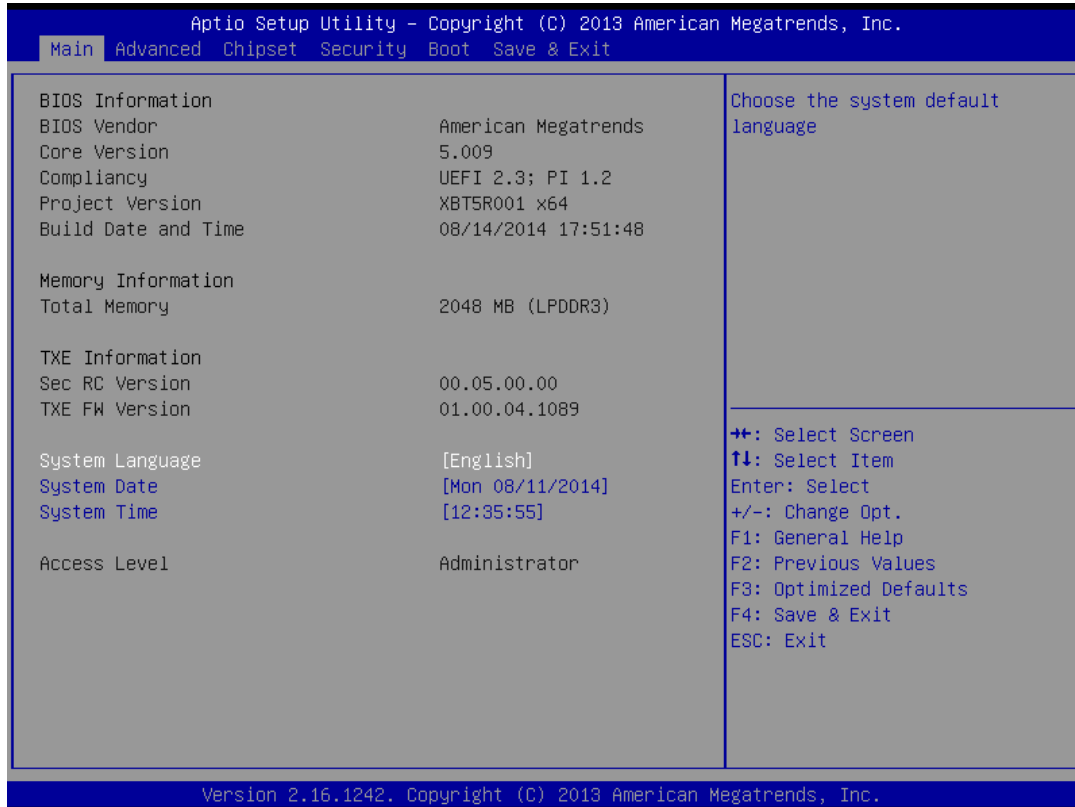 Aptio Setup Utility – Copyright (C) 2013 American Megatrends, Inc.
Main Advanced Chipset Security Boot Save & Exit
BIOS Information
BIOS Vendor American Megatrends
Core Version 5.009
Compliancy UEFI 2.3; PI 1.2
Project Version XBT5R001 x64
Build Date and Time 08/14/2014 17:51:48
Memory Information
Total Memory 2048 MB (LPDDR3)
TXE Information
Sec RC Version 00.05.00.00
TXE FW Version 01.00.04.1089
System Language [English]
System Date [Mon 08/11/2014]
System Time [12:35:55]
Access Level Administrator
Choose the system default
language
→←: Select Screen
↑↓: Select Item
Enter: Select
+/-: Change Opt.
F1: General Help
F2: Previous Values
F3: Optimized Defaults
F4: Save & Exit
ESC: Exit
Version 2.16.1242. Copyright (C) 2013 American Megatrends, Inc.